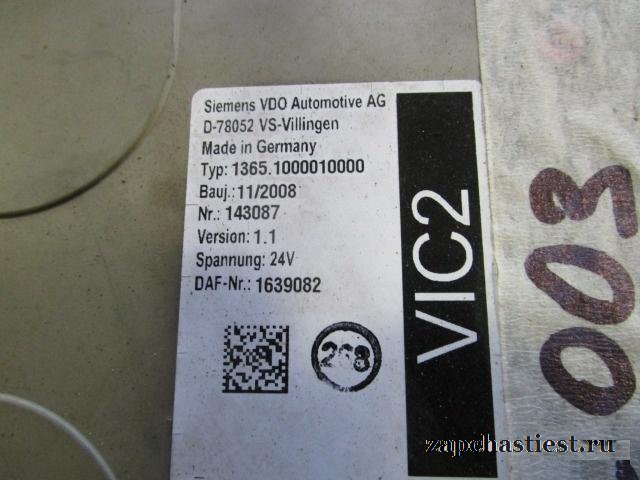 Siemens VDO Automotive AG
D-78052 VS-Villingen
Made in Germany
Typ: 1365.1000010000
Bauj.: 11/2008
Nr.: 143087
Version: 1.1
Spannung: 24V
DAF-Nr.: 1639082
208
VIC2
003
zapchastiest.ru